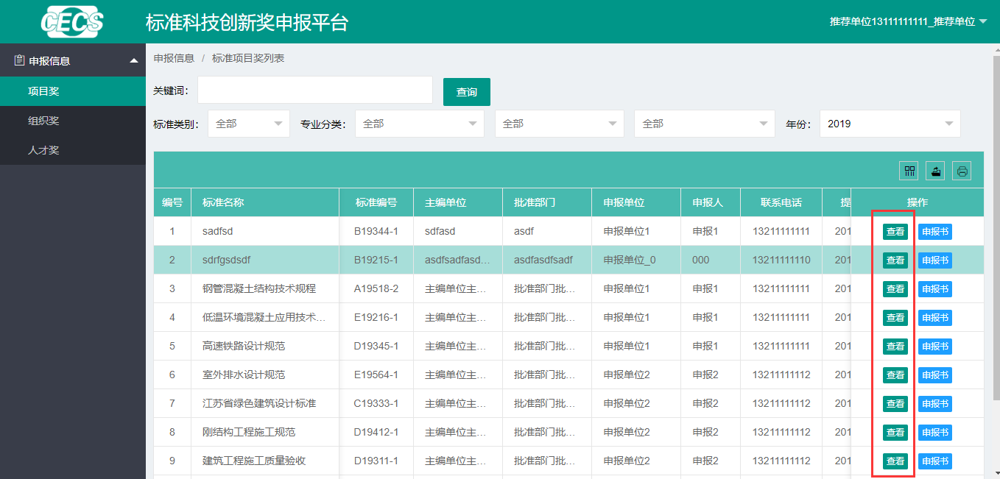 CECS 标准科技创新奖申报平台 推荐单位13111111111_推荐单位
申报信息
项目奖
组织奖
人才奖
申报信息 / 标准项目奖列表
关键词： 查询
标准类别： 全部 专业分类： 全部 全部 全部 年份： 2019
编号 标准名称 标准编号 主编单位 批准部门 申报单位 申报人 联系电话 提 操作
1 sadfsd B19344-1 sdfasd asdf 申报单位1 申报1 13211111111 201 查看 申报书
2 sdrfgsdsdf B19215-1 asdfsadfasd... asdfasdfsadf 申报单位_0 000 13211111110 201 查看 申报书
3 钢管混凝土结构技术规程 A19518-2 主编单位主... 批准部门批... 申报单位1 申报1 13211111111 201 查看 申报书
4 低温环境混凝土应用技术... E19216-1 主编单位主... 批准部门批... 申报单位1 申报1 13211111111 201 查看 申报书
5 高速铁路设计规范 D19345-1 主编单位主... 批准部门批... 申报单位1 申报1 13211111111 201 查看 申报书
6 室外排水设计规范 E19564-1 主编单位主... 批准部门批... 申报单位2 申报2 13211111112 201 查看 申报书
7 江苏省绿色建筑设计标准 C19333-1 主编单位主... 批准部门批... 申报单位2 申报2 13211111112 201 查看 申报书
8 刚结构工程施工规范 D19412-1 主编单位主... 批准部门批... 申报单位2 申报2 13211111112 201 查看 申报书
9 建筑工程施工质量验收 D19311-1 主编单位主... 批准部门批... 申报单位2 申报2 13211111112 201 查看 申报书